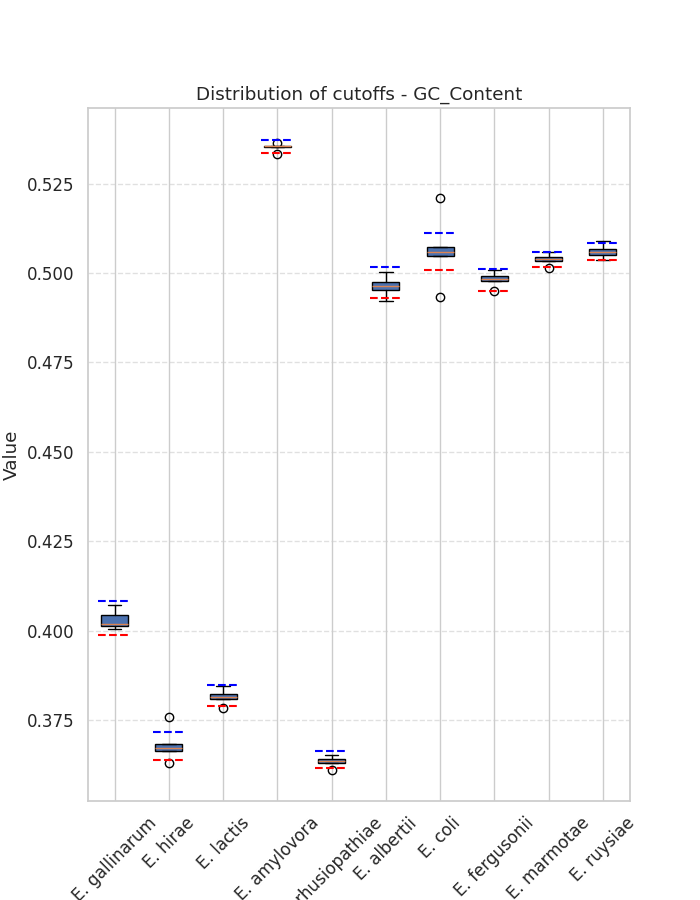 Distribution of cutoffs - GC_Content
Value
0.525
0.500
0.475
0.450
0.425
0.400
0.375
E. gallinarum
E. hirae
E. lactis
E. amylovora
rhusiopathiae
E. albertii
E. coli
E. fergusonii
E. marmotae
E. ruysiae